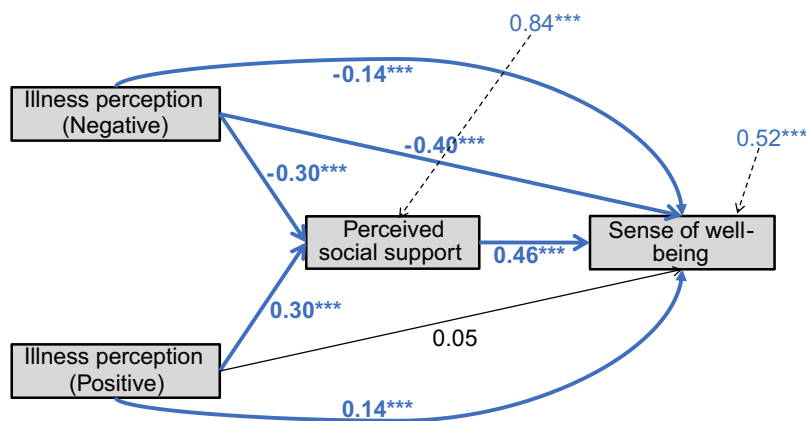 0.84***
-0.14***
Illness perception
(Negative)
-0.40***
0.52***
-0.30***
Perceived
social support
0.46***
Sense of well-
being
0.30***
0.05
Illness perception
(Positive)
0.14***